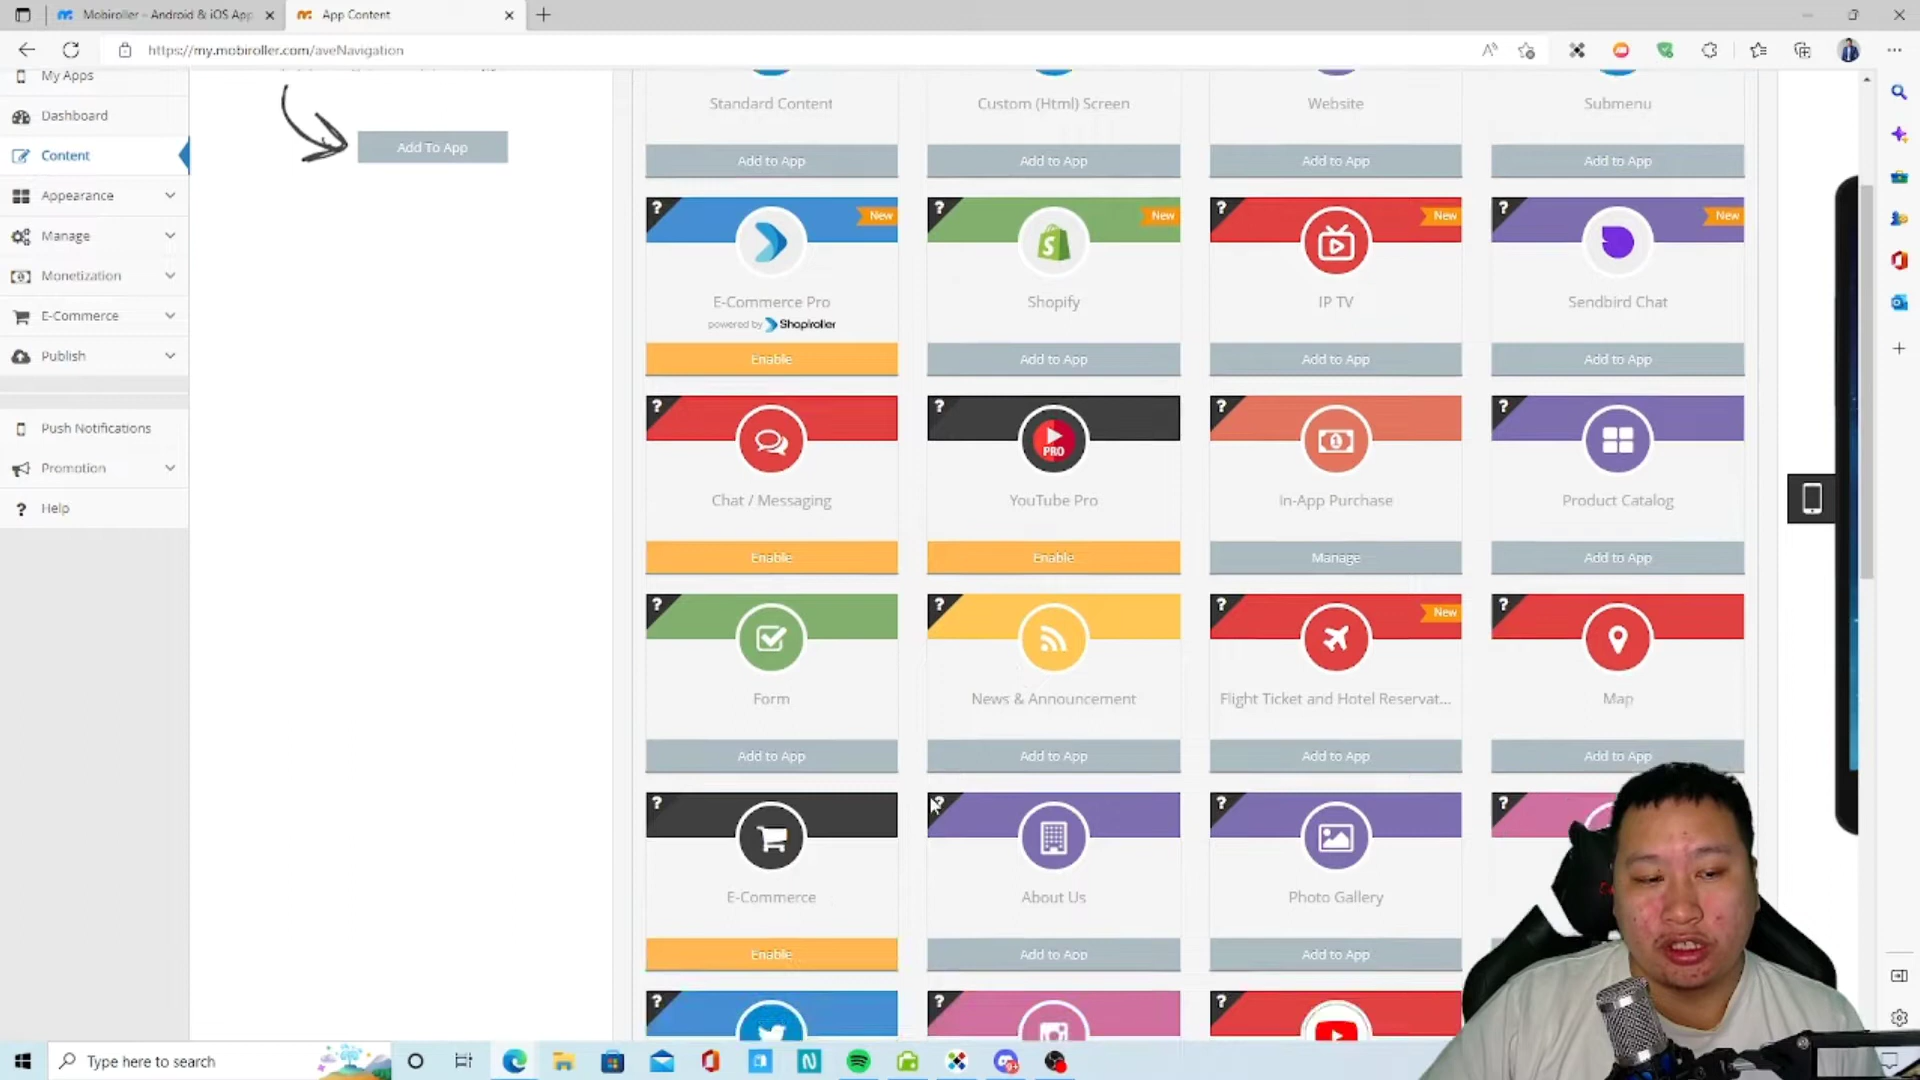 Mobiroller - Android & iOS App
App Content
https://my.mobiroller.com/aveNavigation
My Apps
Dashboard
Content
Appearance
Manage
Monetization
E-Commerce
Publish
Push Notifications
Promotion
? Help
Add To App
Standard Content
Custom (Html) Screen
Website
Submenu
Add to App
Add to App
Add to App
Add to App
? New
? New
? New
? New
E-Commerce Pro
powered by Shopiroller
Shopify
IP TV
Sendbird Chat
Enable
Add to App
Add to App
Add to App
?
?
?
?
PRO
1
Chat / Messaging
YouTube Pro
In-App Purchase
Product Catalog
Enable
Enable
Manage
Add to App
?
?
? New
?
Form
News & Announcement
Flight Ticket and Hotel Reservat...
Map
Add to App
Add to App
Add to App
Add to App
?
?
?
?
E-Commerce
About Us
Photo Gallery
Enable
Add to App
Add to App
?
?
?
Type here to search